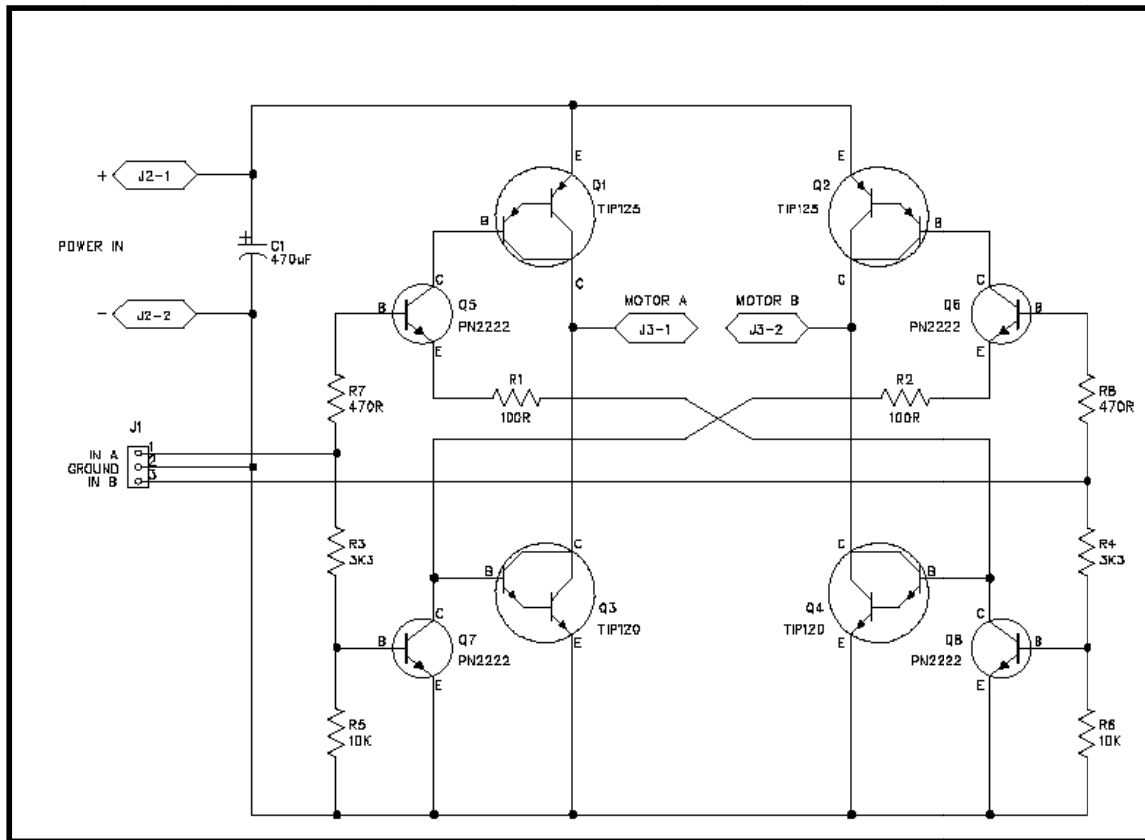 E
E
+ J2-1
Q1
TIP125
Q2
TIP125
B
B
POWER IN
+
C1
470uF
C
C
C
C
- J2-2
MOTOR A
J3-1
MOTOR B
J3-2
B
Q5
PN2222
Q6
PN2222
B
E
E
R1
100R
R2
100R
R7
470R
R8
470R
J1
IN A 1
GROUND 2
IN B 3
R3
3K3
R4
3K3
C
C
B
B
Q3
TIP120
Q4
TIP120
C
C
B
Q7
PN2222
Q8
PN2222
B
E
E
E
E
R5
10K
R6
10K